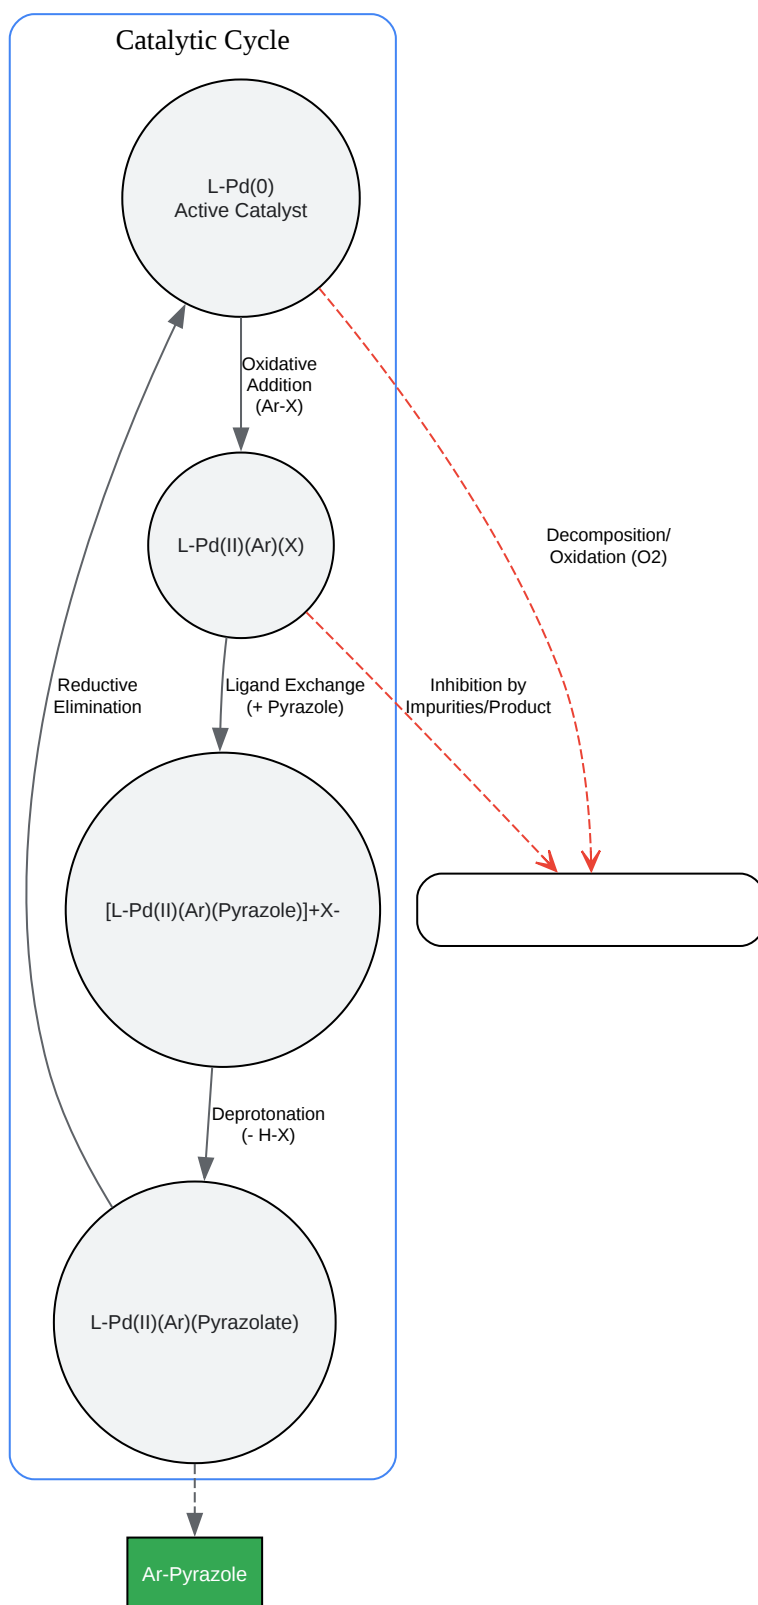 Catalytic Cycle
L-Pd(0)
Active Catalyst
Oxidative
Addition
(Ar-X)
L-Pd(II)(Ar)(X)
Decomposition/
Oxidation (O2)
Reductive
Elimination
Ligand Exchange
(+ Pyrazole)
Inhibition by
Impurities/Product
[L-Pd(II)(Ar)(Pyrazole)]+X-
Deprotonation
(- H-X)
L-Pd(II)(Ar)(Pyrazolate)
Ar-Pyrazole